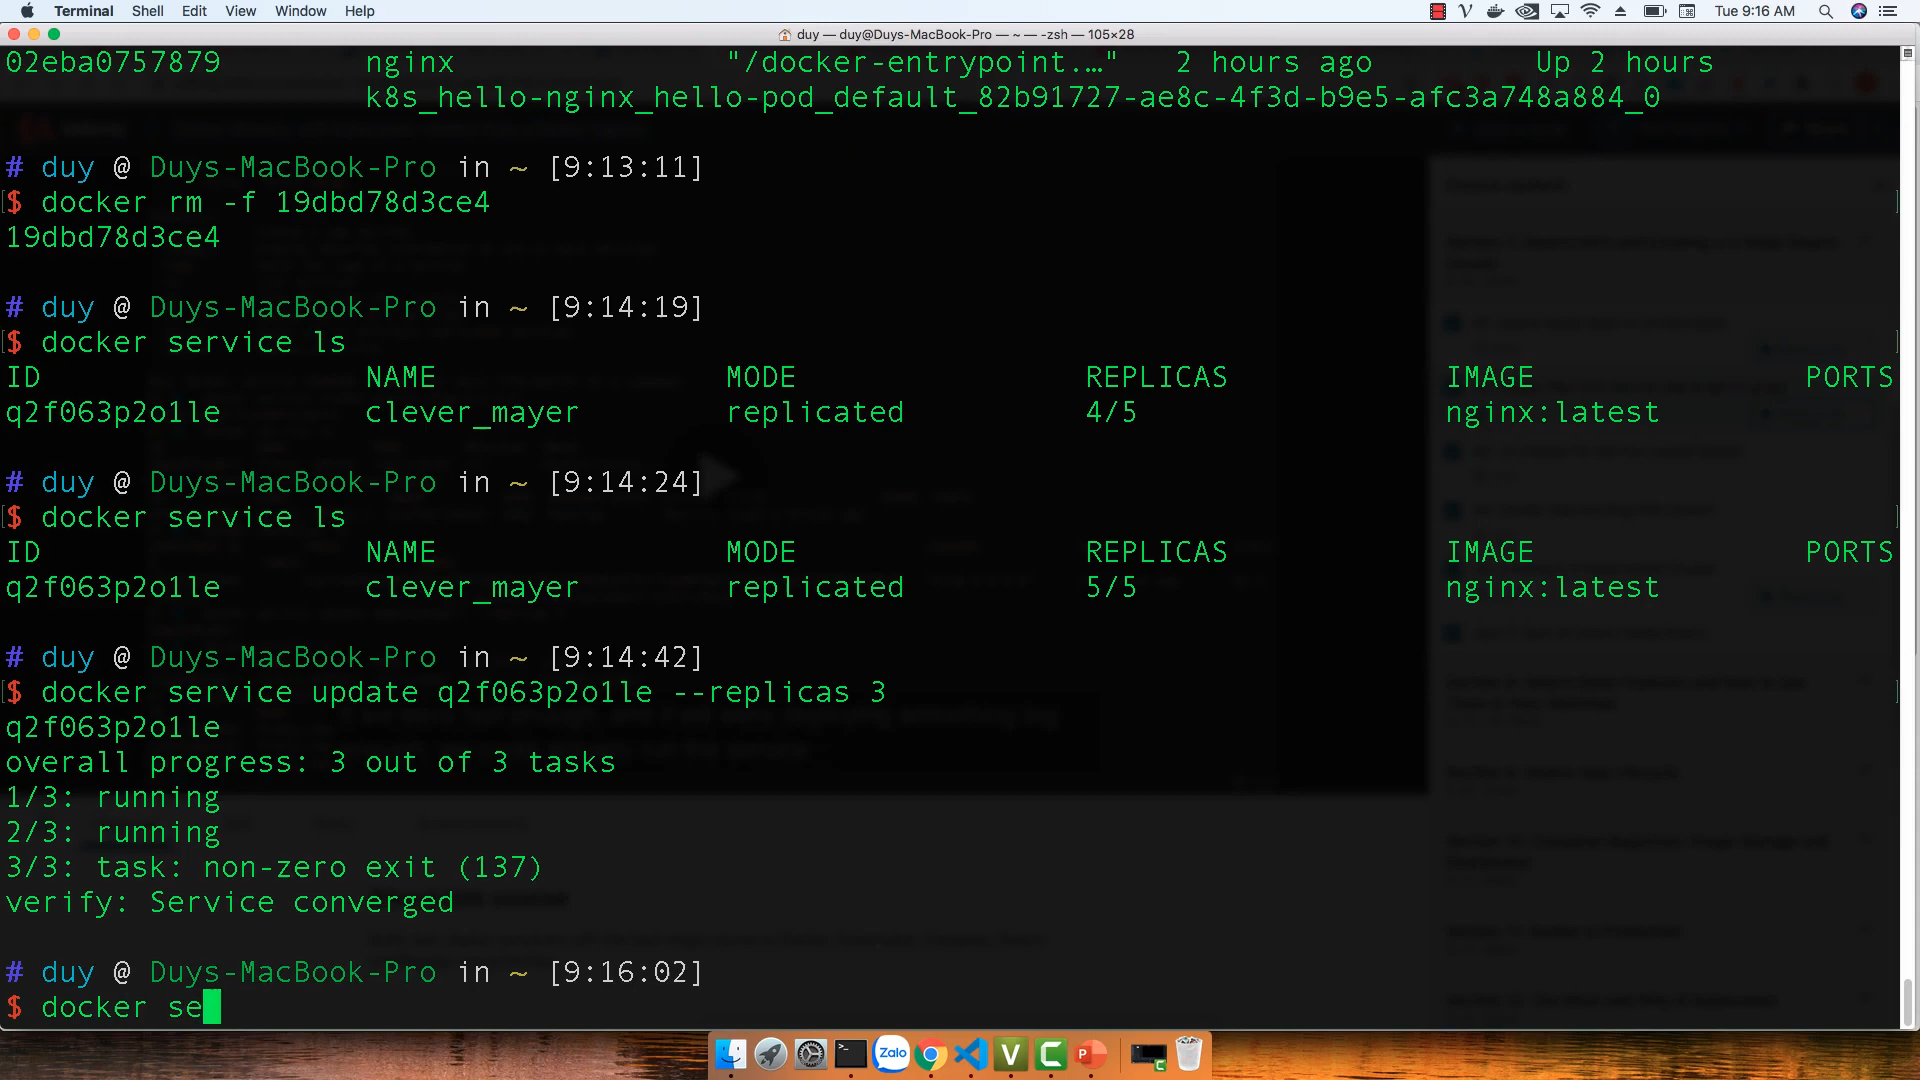 Terminal Shell Edit View Window Help Tue 9:16 AM
duy — duy@Duys-MacBook-Pro — ~ — -zsh — 105×28
02eba0757879 nginx "/docker-entrypoint.…" 2 hours ago Up 2 hours
k8s_hello-nginx_hello-pod_default_82b91727-ae8c-4f3d-b9e5-afc3a748a884_0
# duy @ Duys-MacBook-Pro in ~ [9:13:11]
$ docker rm -f 19dbd78d3ce4
19dbd78d3ce4
# duy @ Duys-MacBook-Pro in ~ [9:14:19]
$ docker service ls
ID NAME MODE REPLICAS IMAGE PORTS
q2f063p2o1le clever_mayer replicated 4/5 nginx:latest
# duy @ Duys-MacBook-Pro in ~ [9:14:24]
$ docker service ls
ID NAME MODE REPLICAS IMAGE PORTS
q2f063p2o1le clever_mayer replicated 5/5 nginx:latest
# duy @ Duys-MacBook-Pro in ~ [9:14:42]
$ docker service update q2f063p2o1le --replicas 3
q2f063p2o1le
overall progress: 3 out of 3 tasks
1/3: running
2/3: running
3/3: task: non-zero exit (137)
verify: Service converged
# duy @ Duys-MacBook-Pro in ~ [9:16:02]
$ docker se
Zalo